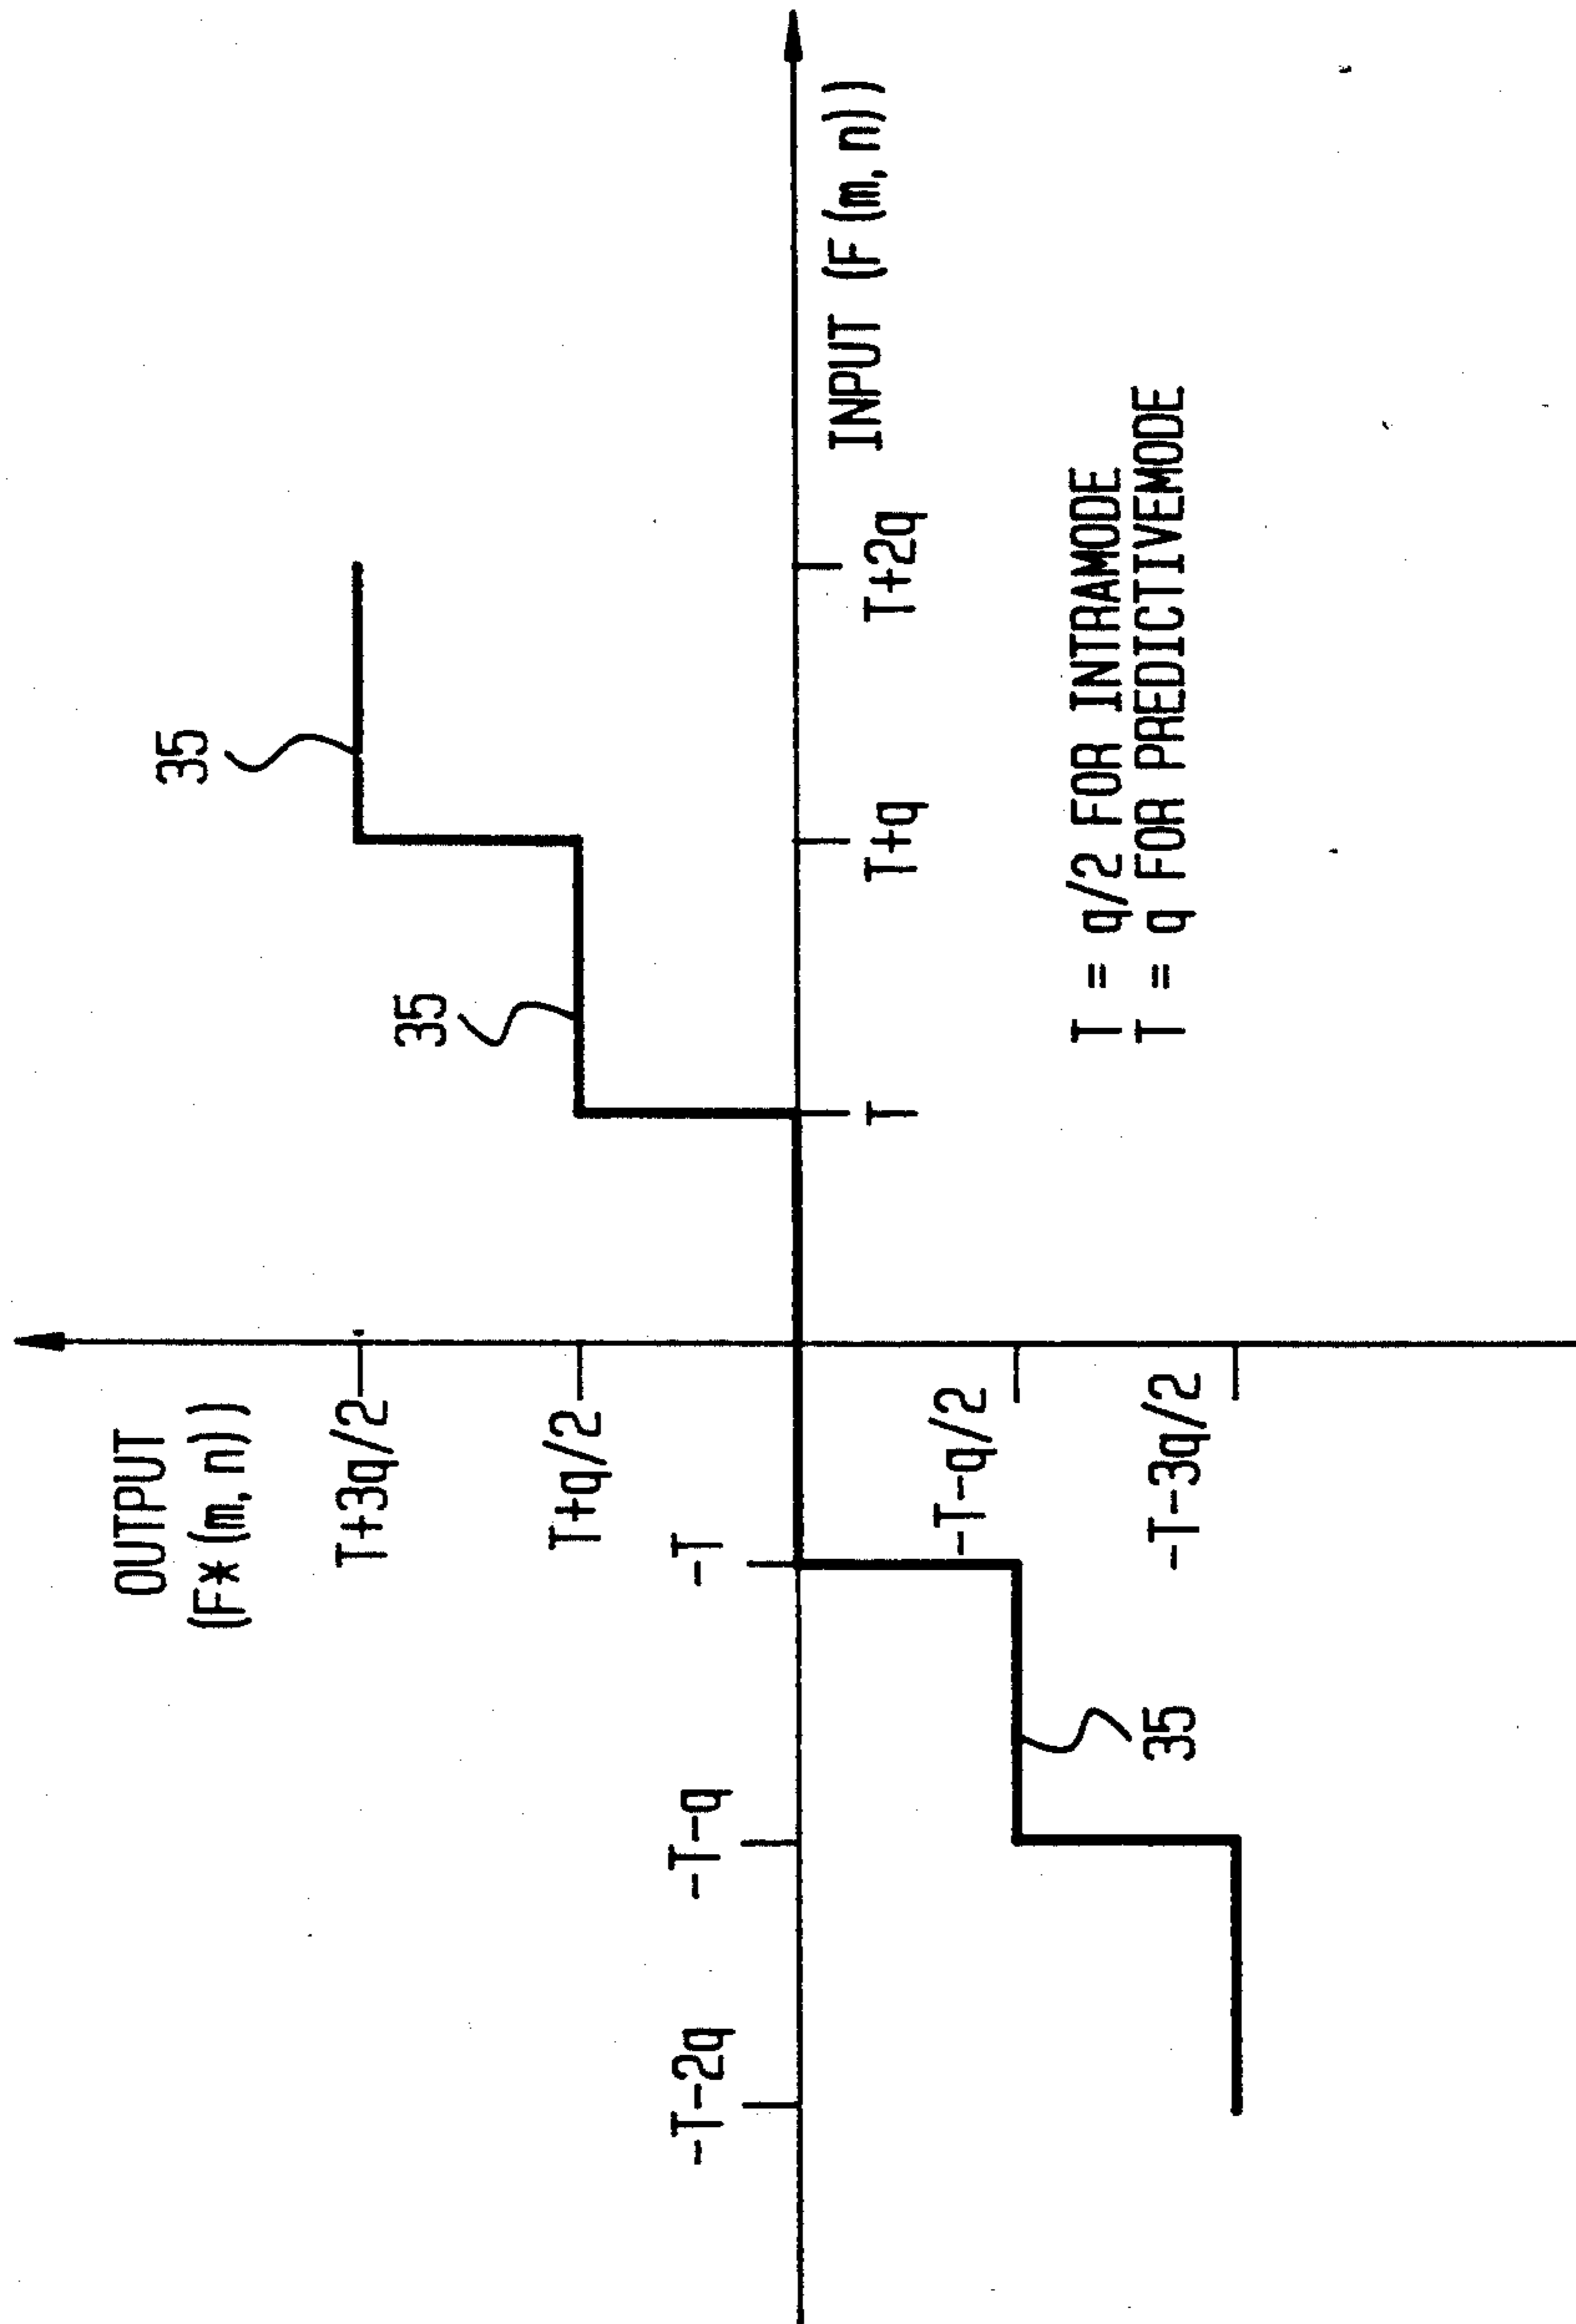 OUTPUT
(F* (m, n))
T+3q/2
35
T+q/2
35
-T-2q
-T-q
-T
T
T+q
T+2q
INPUT (F (m, n))
-T-q/2
-T-3q/2
35
T = q/2 FOR INTRAMODE
T = q FOR PREDICTIVEMODE